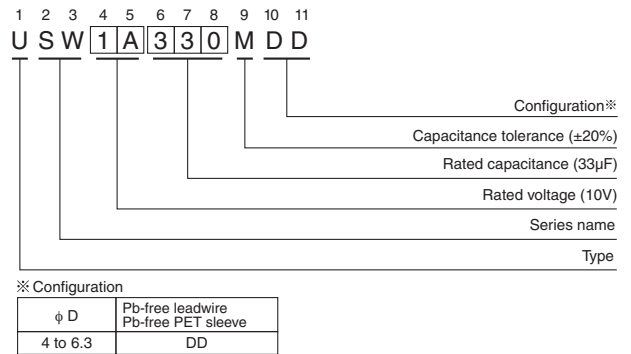 1 2 3 4 5 6 7 8 9 10 11
U S W 1 A 3 3 0 M D D
Configuration※
Capacitance tolerance (±20%)
Rated capacitance (33µF)
Rated voltage (10V)
Series name
Type
※ Configuration
ϕ D Pb-free leadwire
Pb-free PET sleeve
4 to 6.3 DD